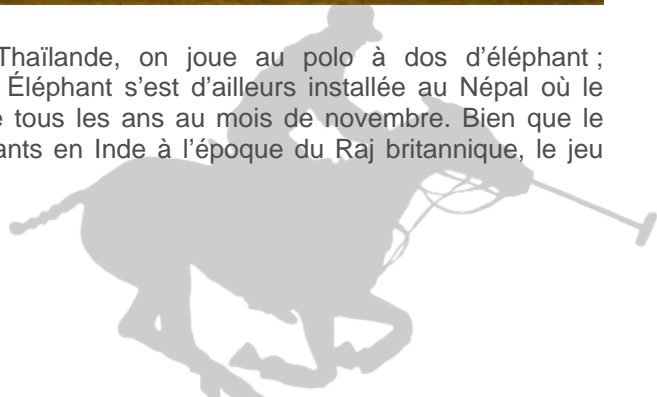 Thaïlande, on joue au polo à dos d’éléphant ;
Éléphant s’est d’ailleurs installée au Népal où le
tous les ans au mois de novembre. Bien que le
en Inde à l’époque du Raj britannique, le jeu